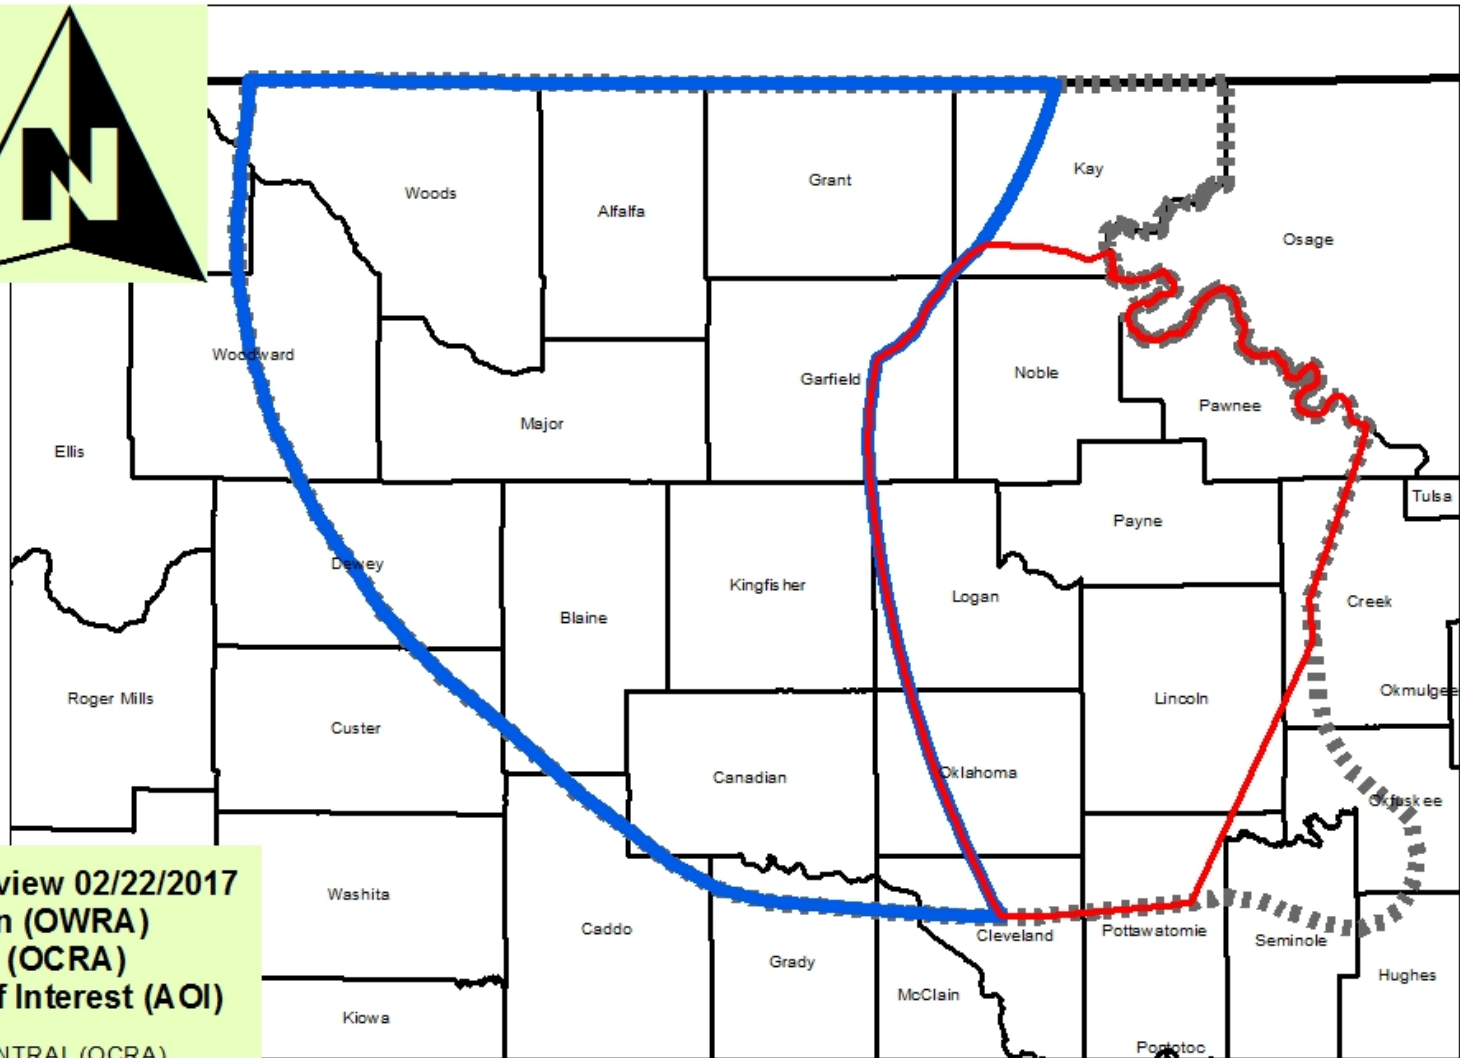 N
Woods
Alfalfa
Grant
Kay
Osage
Woodward
Garfield
Noble
Pawnee
Major
Ellis
Tulsa
Payne
Dewey
Kingfisher
Logan
Creek
Blaine
Roger Mills
Lincoln
Okmulgee
Custer
Canadian
Oklahoma
Okfuskee
view 02/22/2017
n (OWRA)
(OCRA)
f Interest (AOI)
NTRAL (OCRA)
Washita
Caddo
Cleveland
Pottawatomie
Seminole
Grady
Hughes
McClain
Kiowa
Pontotoc